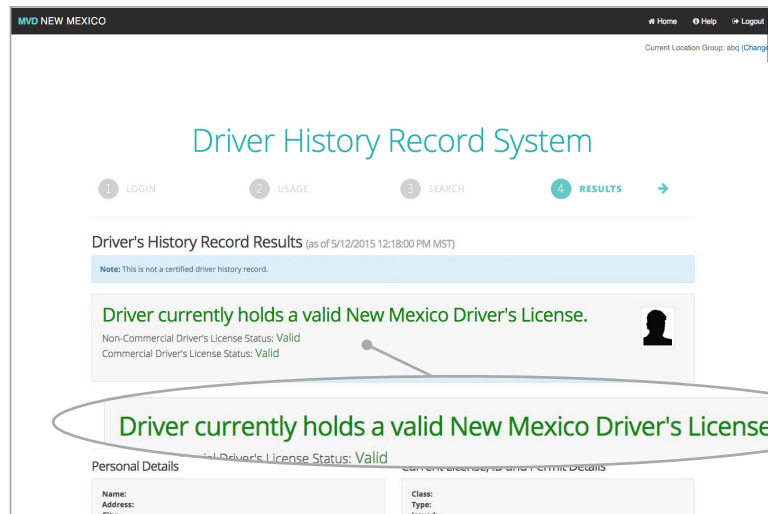 MVD NEW MEXICO
Home Help Logout
Current Location Group: abq (Change
Driver History Record System
1 LOGIN 2 USAGE 3 SEARCH 4 RESULTS
Driver's History Record Results (as of 5/12/2015 12:18:00 PM MST)
Note: This is not a certified driver history record.
Driver currently holds a valid New Mexico Driver's License.
Non-Commercial Driver's License Status: Valid
Commercial Driver's License Status: Valid
Driver currently holds a valid New Mexico Driver's License
Driver's License Status: Valid
Personal Details
Current License, ID and Permit Details
Name:
Class:
Address:
Type: